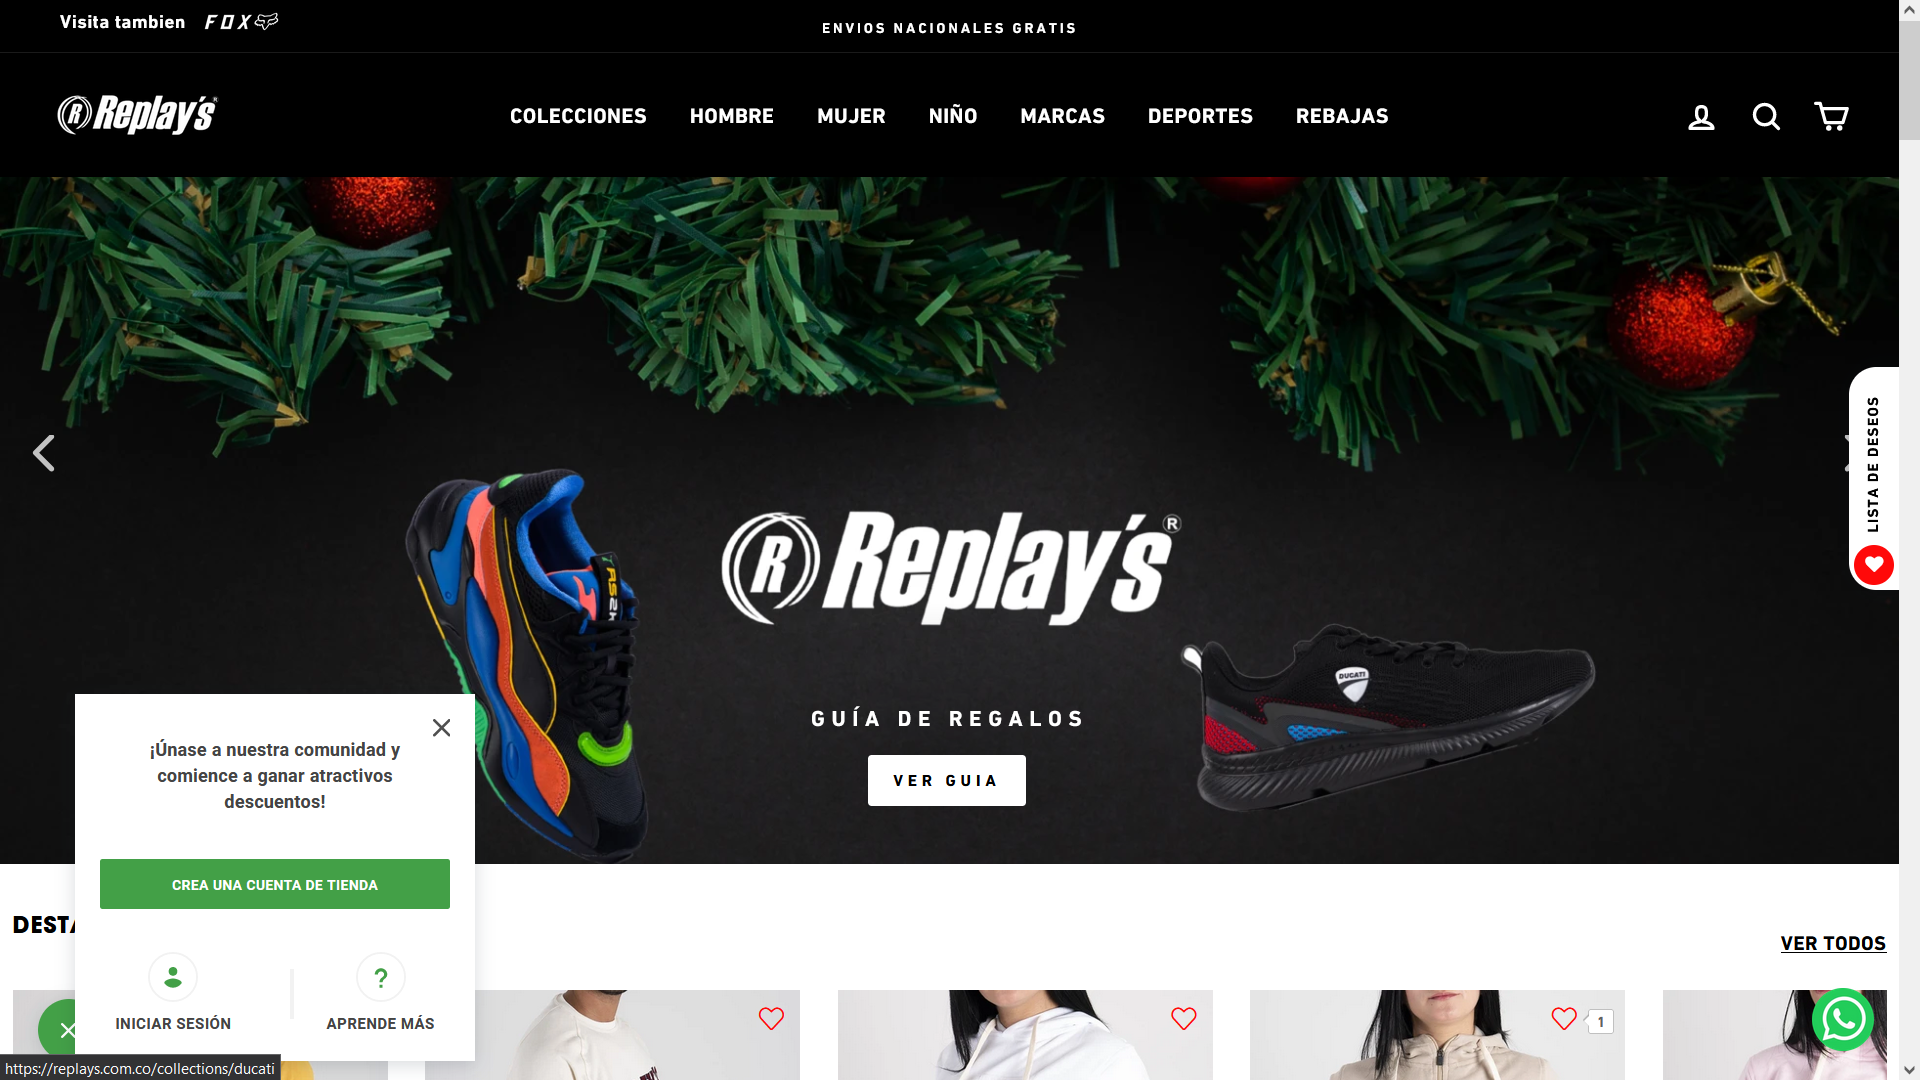 Visita tambien FOX
ENVIOS NACIONALES GRATIS
R Replay's
COLECCIONES HOMBRE MUJER NIÑO MARCAS DEPORTES REBAJAS
LISTA DE DESEOS
R Replay's®
DUCATI
GUÍA DE REGALOS
VER GUIA
¡Únase a nuestra comunidad y
comience a ganar atractivos
descuentos!
CREA UNA CUENTA DE TIENDA
?
INICIAR SESIÓN APRENDE MÁS
VER TODOS
1
https://replays.com.co/collections/ducati